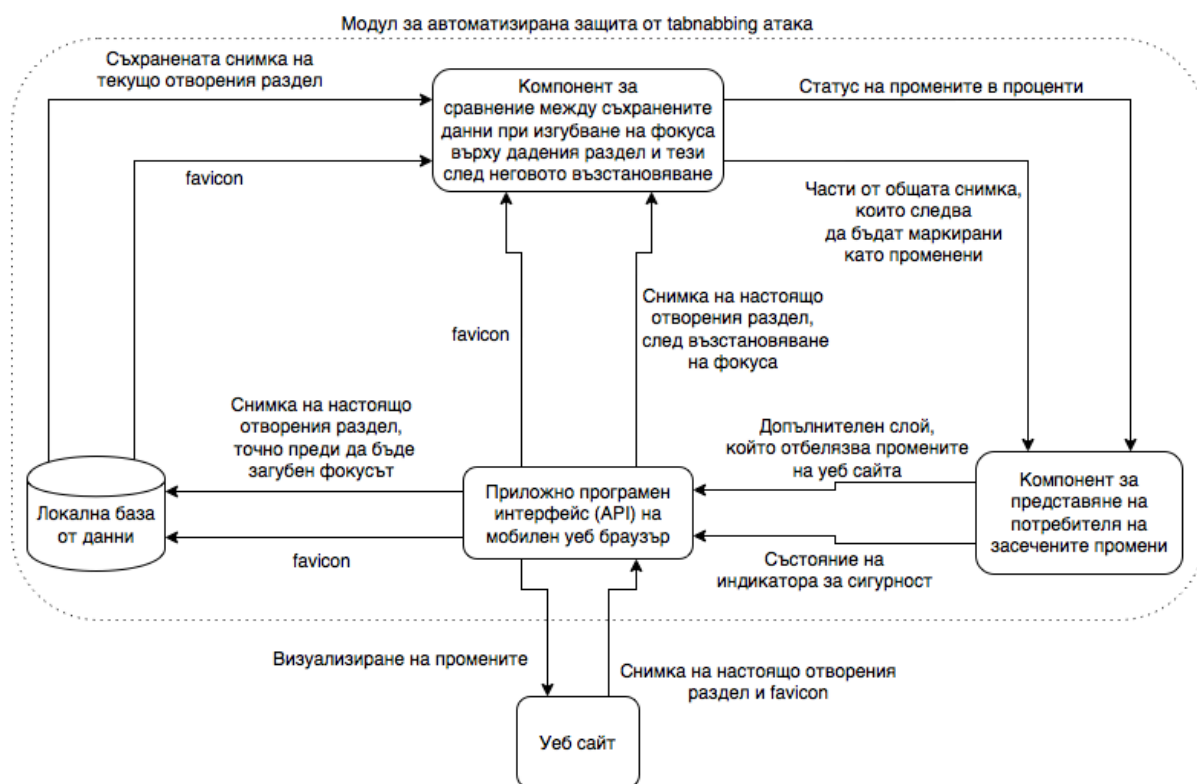 Модул за автоматизирана защита от tabnabbing атака
Съхранената снимка на
текущо отворения раздел
Компонент за
сравнение между съхранените
данни при изгубване на фокуса
върху дадения раздел и тези
след неговото възстановяване
Статус на промените в проценти
favicon
Части от общата снимка,
които следва
да бъдат маркирани
като променени
favicon
Снимка на настоящо
отворения раздел,
след възстановяване
на фокуса
Снимка на настоящо
отворения раздел,
точно преди да бъде
загубен фокусът
Допълнителен слой,
който отбелязва промените
на уеб сайта
Локална база
от данни
Приложно програмен
интерфейс (API) на
мобилен уеб браузър
Компонент за
представяне на
потребителя на
засечените промени
favicon
Състояние на
индикатора за сигурност
Визуализиране на промените
Снимка на настоящо отворения
раздел и favicon
Уеб сайт